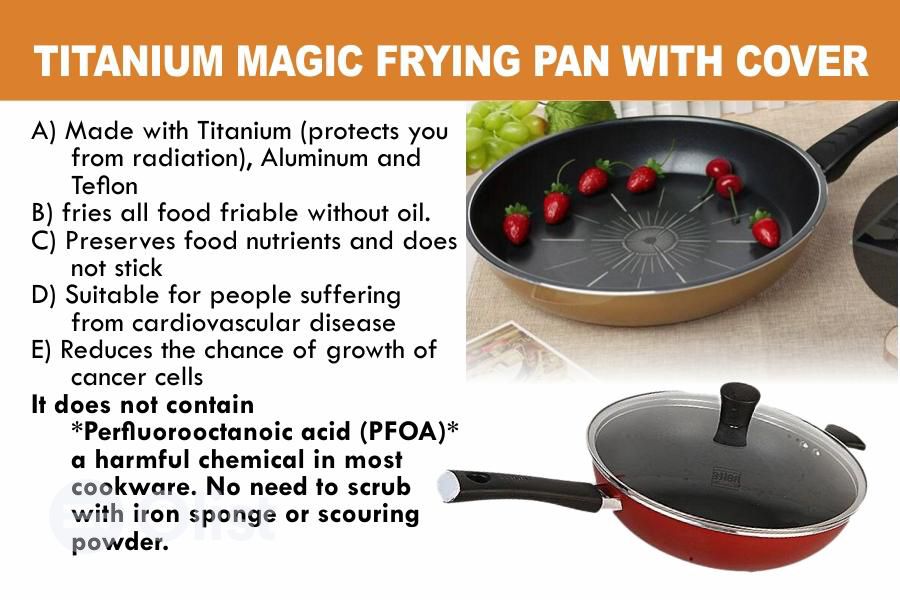 TITANIUM MAGIC FRYING PAN WITH COVER
A) Made with Titanium (protects you
from radiation), Aluminum and
Teflon
B) fries all food friable without oil.
C) Preserves food nutrients and does
not stick
D) Suitable for people suffering
from cardiovascular disease
E) Reduces the chance of growth of
cancer cells
It does not contain
*Perfluorooctanoic acid (PFOA)*
a harmful chemical in most
cookware. No need to scrub
with iron sponge or scouring
powder.